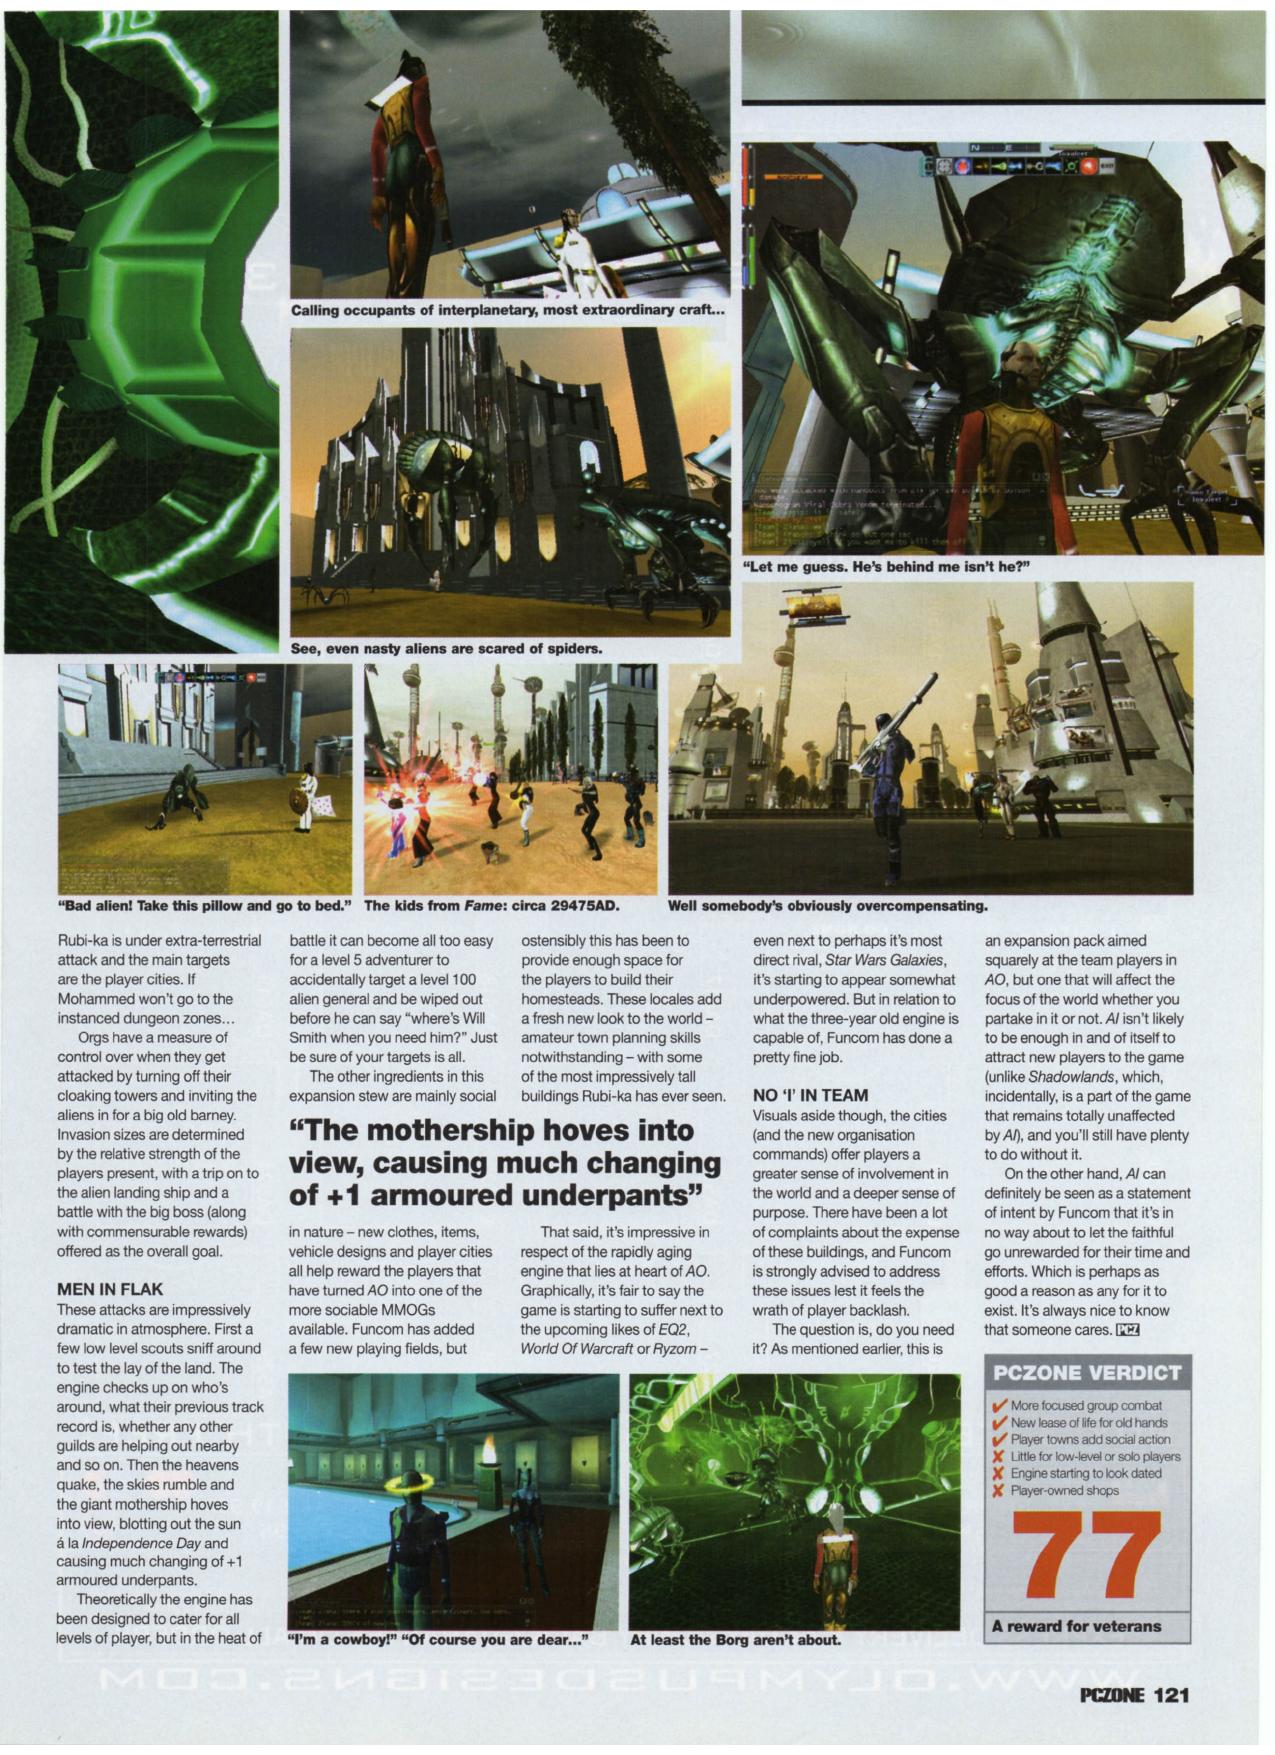 Calling occupants of interplanetary, most extraordinary craft...
"Let me guess. He's behind me isn't he?"
See, even nasty aliens are scared of spiders.
"Bad alien! Take this pillow and go to bed."
The kids from Fame: circa 29475AD.
Well somebody's obviously overcompensating.
Rubi-ka is under extra-terrestrial
attack and the main targets
are the player cities. If
Mohammed won't go to the
instanced dungeon zones...
Orgs have a measure of
control over when they get
attacked by turning off their
cloaking towers and inviting the
aliens in for a big old barney.
Invasion sizes are determined
by the relative strength of the
players present, with a trip on to
the alien landing ship and a
battle with the big boss (along
with commensurable rewards)
offered as the overall goal.
MEN IN FLAK
These attacks are impressively
dramatic in atmosphere. First a
few low level scouts sniff around
to test the lay of the land. The
engine checks up on who's
around, what their previous track
record is, whether any other
guilds are helping out nearby
and so on. Then the heavens
quake, the skies rumble and
the giant mothership hoves
into view, blotting out the sun
á la Independence Day and
causing much changing of +1
armoured underpants.
Theoretically the engine has
been designed to cater for all
levels of player, but in the heat of
battle it can become all too easy
for a level 5 adventurer to
accidentally target a level 100
alien general and be wiped out
before he can say "where's Will
Smith when you need him?" Just
be sure of your targets is all.
The other ingredients in this
expansion stew are mainly social
"The mothership hoves into
view, causing much changing
of +1 armoured underpants"
in nature – new clothes, items,
vehicle designs and player cities
all help reward the players that
have turned AO into one of the
more sociable MMOGs
available. Funcom has added
a few new playing fields, but
ostensibly this has been to
provide enough space for
the players to build their
homesteads. These locales add
a fresh new look to the world –
amateur town planning skills
notwithstanding – with some
of the most impressively tall
buildings Rubi-ka has ever seen.
That said, it's impressive in
respect of the rapidly aging
engine that lies at heart of AO.
Graphically, it's fair to say the
game is starting to suffer next to
the upcoming likes of EQ2,
World Of Warcraft or Ryzom –
even next to perhaps it's most
direct rival, Star Wars Galaxies,
it's starting to appear somewhat
underpowered. But in relation to
what the three-year old engine is
capable of, Funcom has done a
pretty fine job.
NO 'I' IN TEAM
Visuals aside though, the cities
(and the new organisation
commands) offer players a
greater sense of involvement in
the world and a deeper sense of
purpose. There have been a lot
of complaints about the expense
of these buildings, and Funcom
is strongly advised to address
these issues lest it feels the
wrath of player backlash.
The question is, do you need
it? As mentioned earlier, this is
an expansion pack aimed
squarely at the team players in
AO, but one that will affect the
focus of the world whether you
partake in it or not. AI isn't likely
to be enough in and of itself to
attract new players to the game
(unlike Shadowlands, which,
incidentally, is a part of the game
that remains totally unaffected
by AI), and you'll still have plenty
to do without it.
On the other hand, AI can
definitely be seen as a statement
of intent by Funcom that it's in
no way about to let the faithful
go unrewarded for their time and
efforts. Which is perhaps as
good a reason as any for it to
exist. It's always nice to know
that someone cares. PCZ
"I'm a cowboy!" "Of course you are dear..."
At least the Borg aren't about.
PCZONE VERDICT
✓ More focused group combat
✓ New lease of life for old hands
✓ Player towns add social action
✗ Little for low-level or solo players
✗ Engine starting to look dated
✗ Player-owned shops
77
A reward for veterans
PCZONE 121